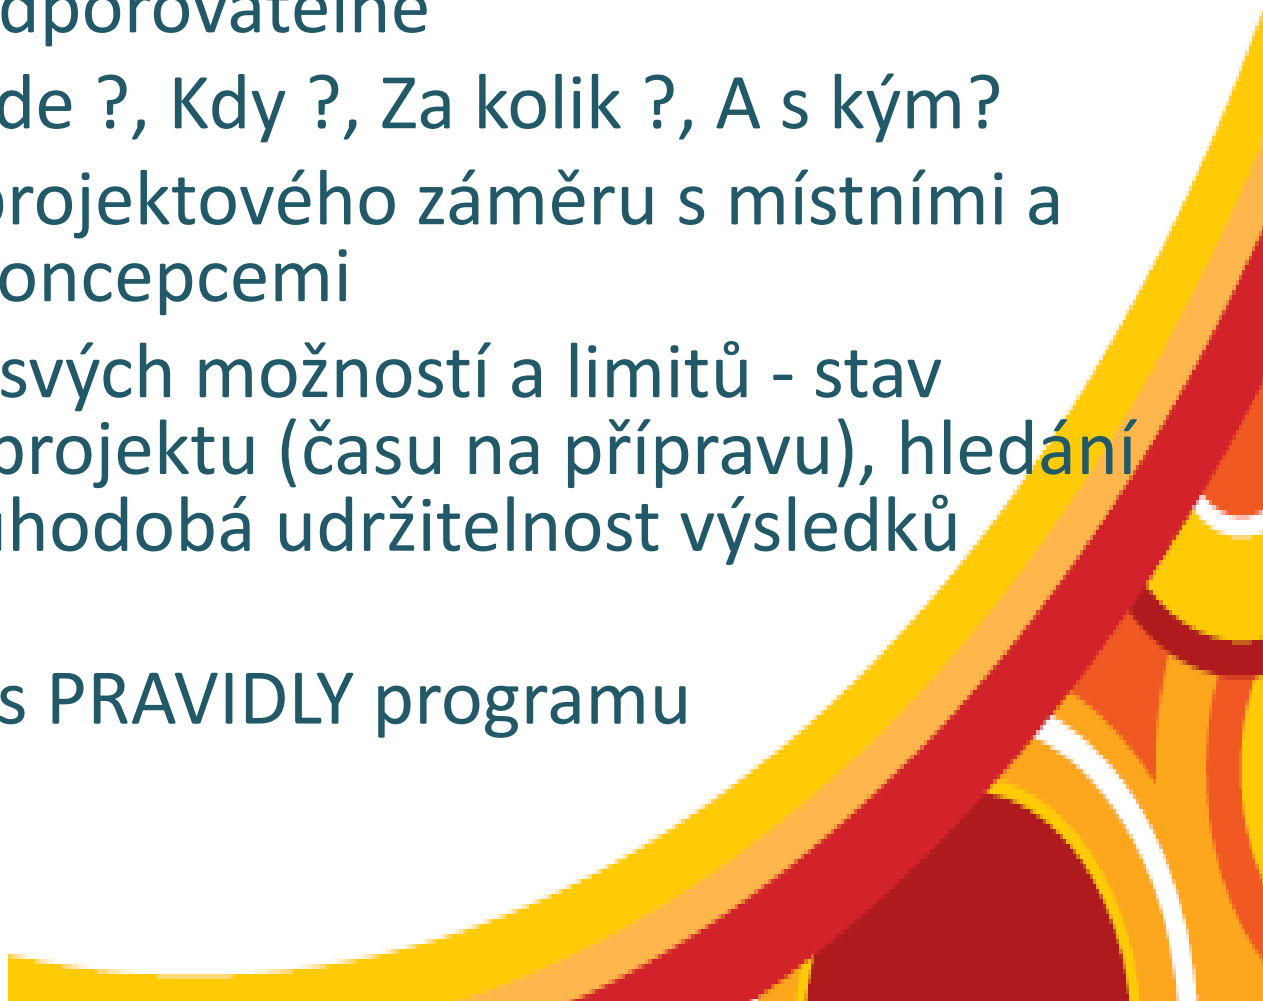 dporovatelné
de ?, Kdy ?, Za kolik ?, A s kým?
projektového záměru s místními a
oncepcemi
svých možností a limitů - stav
projektu (času na přípravu), hledání
uhodobá udržitelnost výsledků
s PRAVIDLY programu